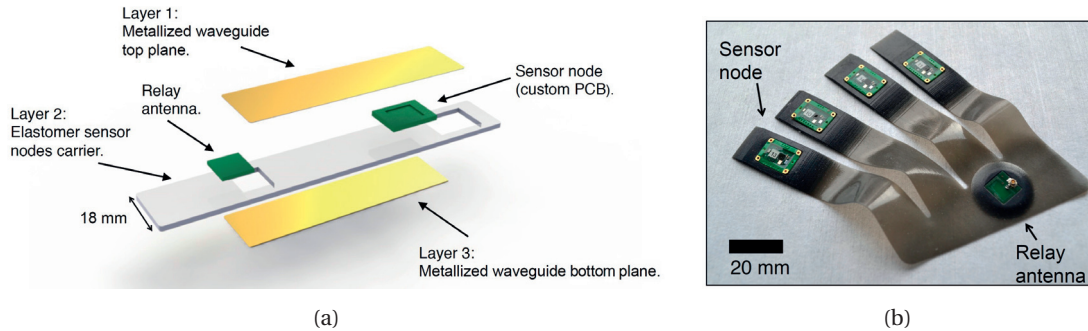 Layer 1:
Metallized waveguide
top plane.
Relay
antenna.
Sensor node
(custom PCB).
Layer 2:
Elastomer sensor
nodes carrier.
18 mm
Layer 3:
Metallized waveguide bottom plane.
(a)
Sensor
node
20 mm
Relay
antenna
(b)